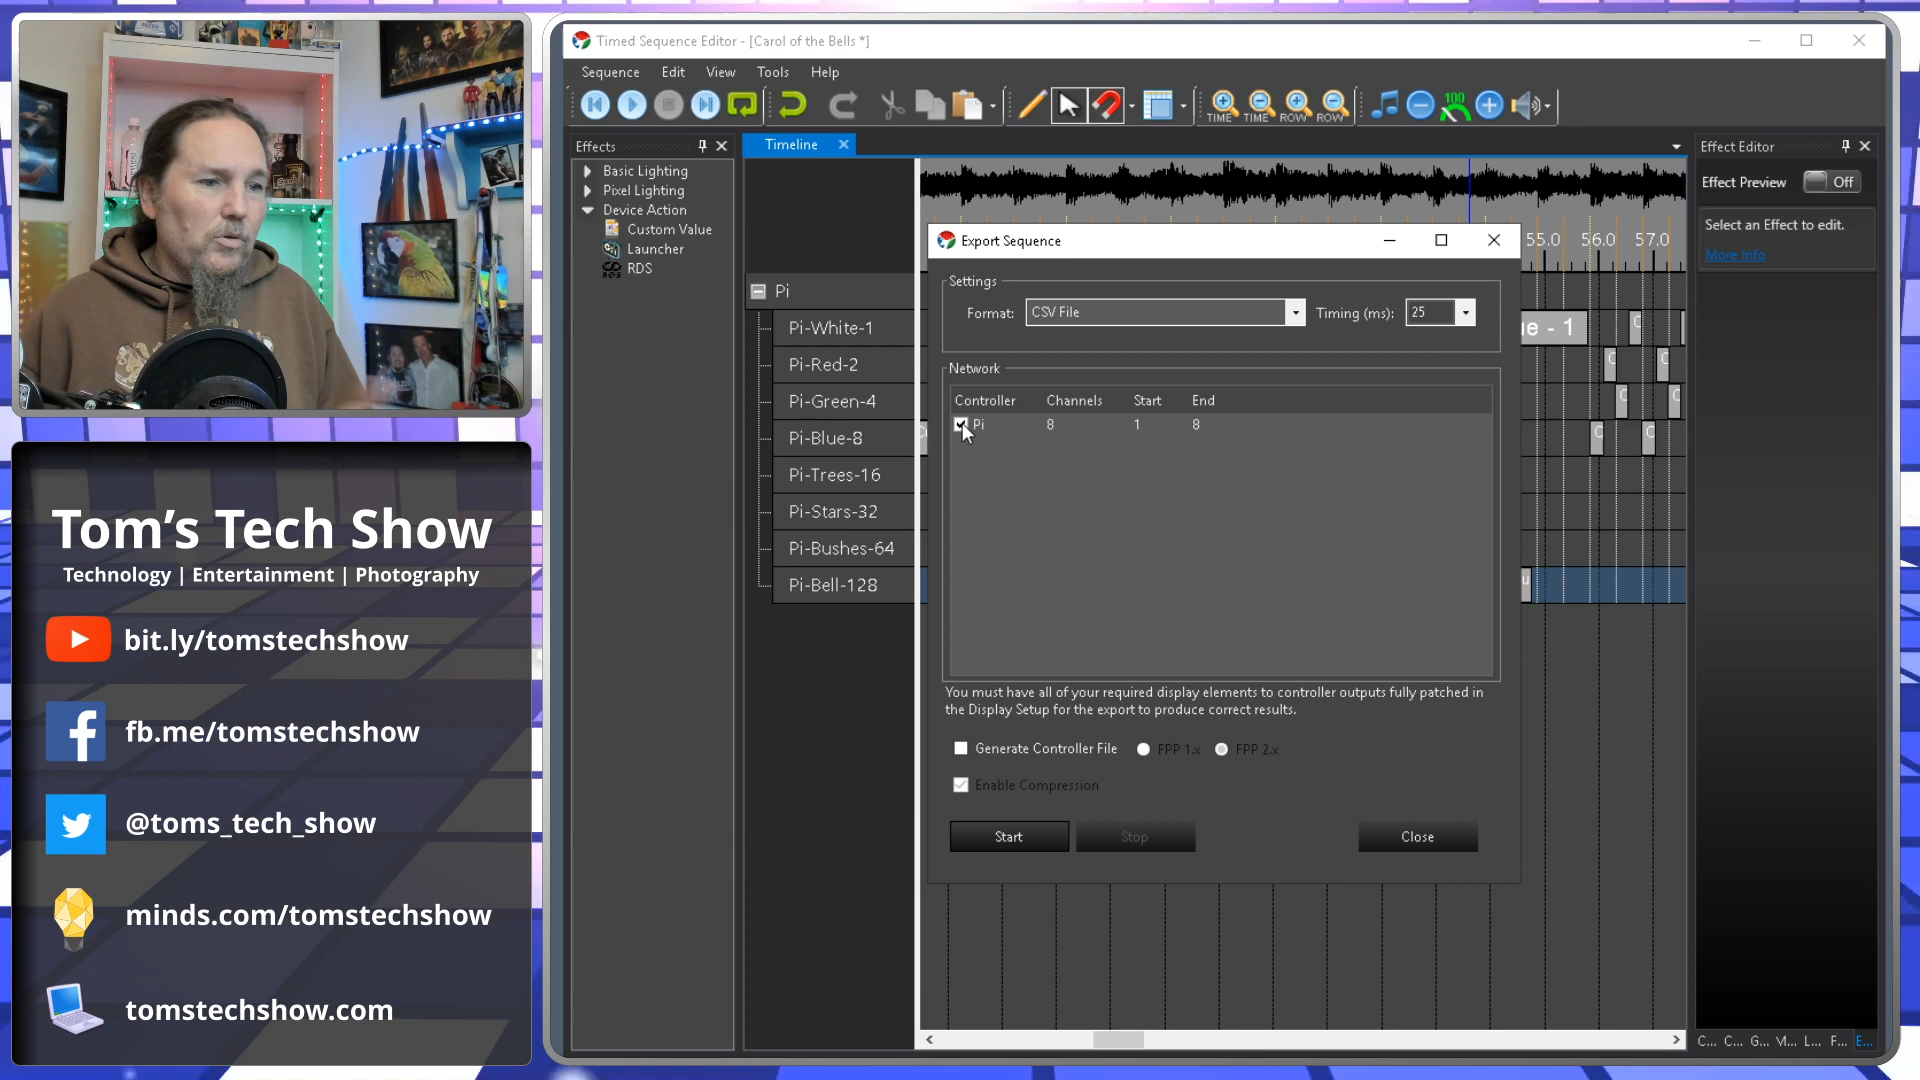 Timed Sequence Editor - [Carol of the Bells *]
Sequence Edit View Tools Help
TIME TIME ROW ROW 100
Effects
Basic Lighting
Pixel Lighting
Device Action
Custom Value
Launcher
RDS
Timeline
55.0 56.0 57.0
Pi
Pi-White-1
Pi-Red-2
Pi-Green-4
Pi-Blue-8
Pi-Trees-16
Pi-Stars-32
Pi-Bushes-64
Pi-Bell-128
ue - 1
Export Sequence
Settings
Format: CSV File Timing (ms): 25
Network
Controller Channels Start End
Pi 8 1 8
You must have all of your required display elements to controller outputs fully patched in
the Display Setup for the export to produce correct results.
Generate Controller File FPP 1.x FPP 2.x
Enable Compression
Start Stop Close
Effect Editor
Effect Preview Off
Select an Effect to edit.
More Info
C... C... G... M... L... F... E...
Tom's Tech Show
Technology | Entertainment | Photography
bit.ly/tomstechshow
fb.me/tomstechshow
@toms_tech_show
minds.com/tomstechshow
tomstechshow.com